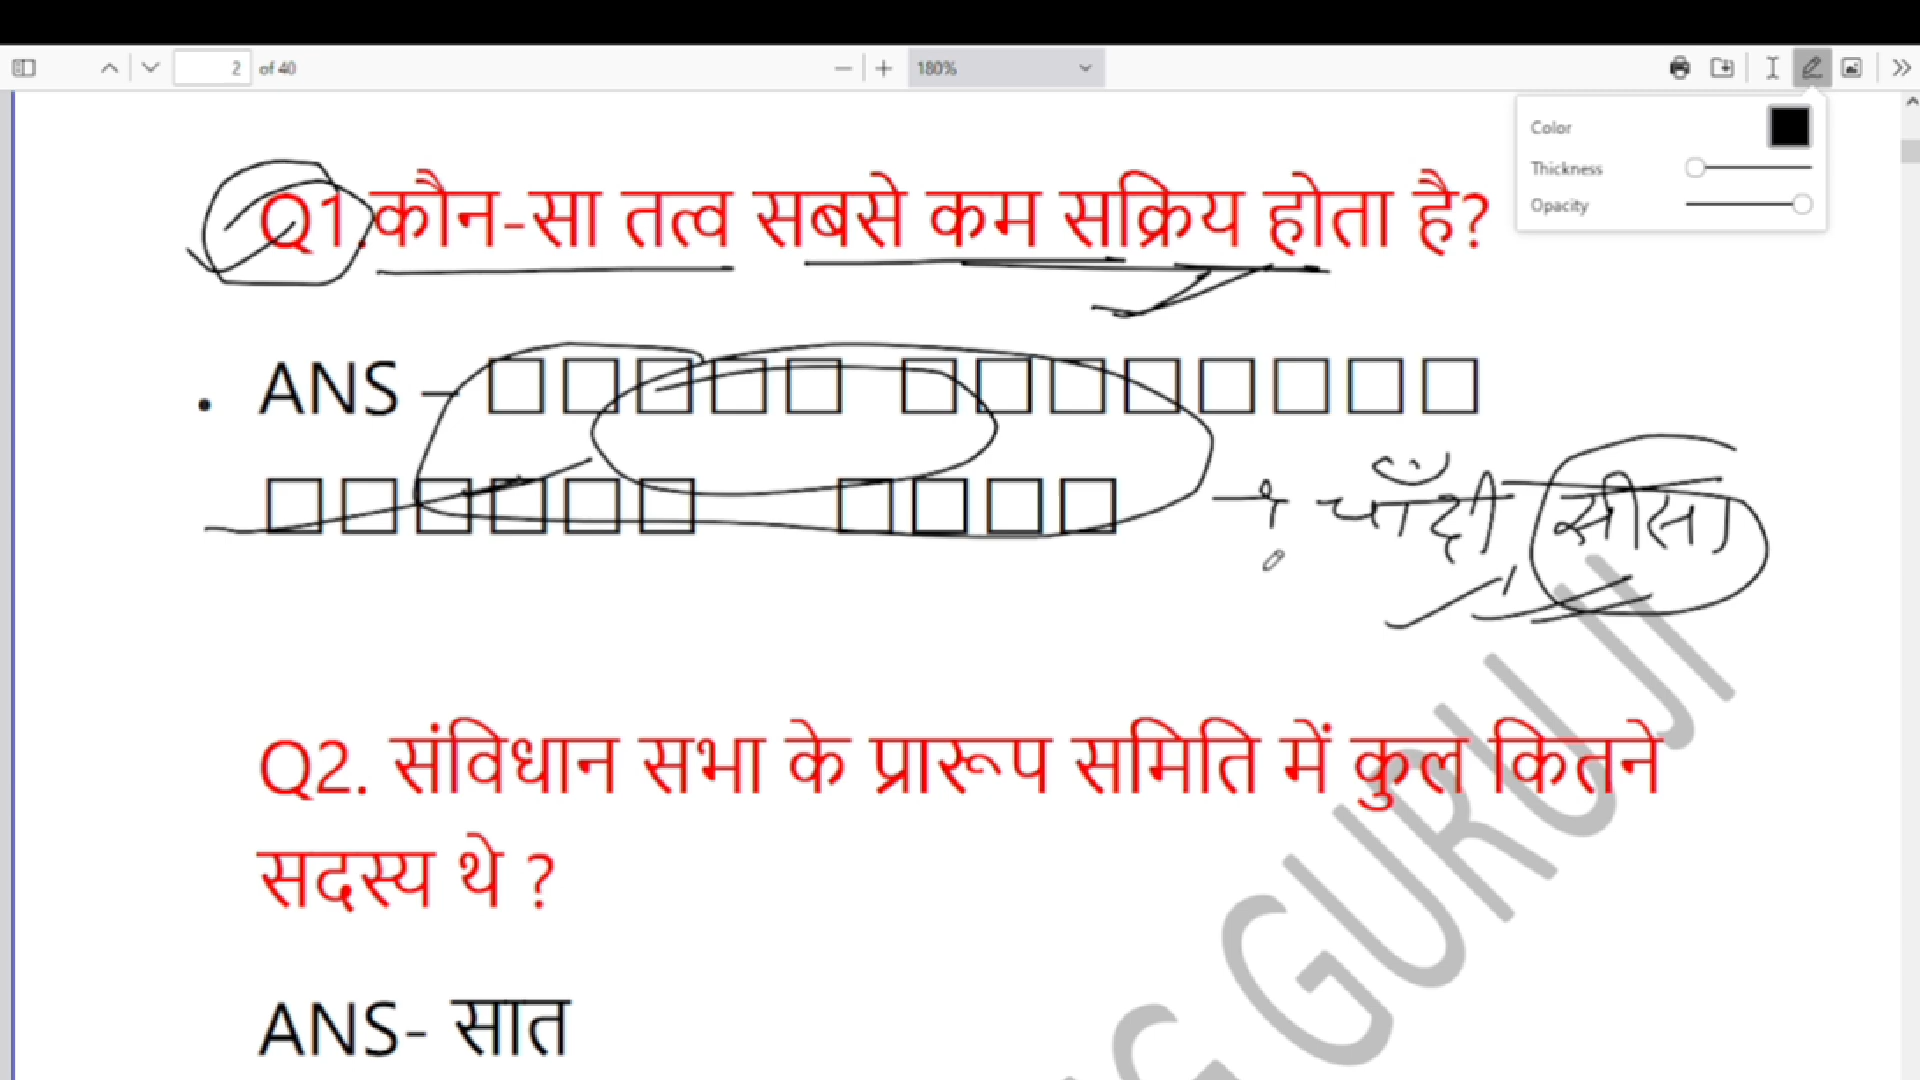 2 of 40
180%
Color
Thickness
Opacity
Q1.कौन-सा तत्व सबसे कम सक्रिय होता है?
• ANS – □□□□□ □□□□□□□□
□□□□□□ □□□□ → चाँदी सीसा
Q2. संविधान सभा के प्रारूप समिति में कुल कितने
सदस्य थे ?
ANS- सात
G GURUJI